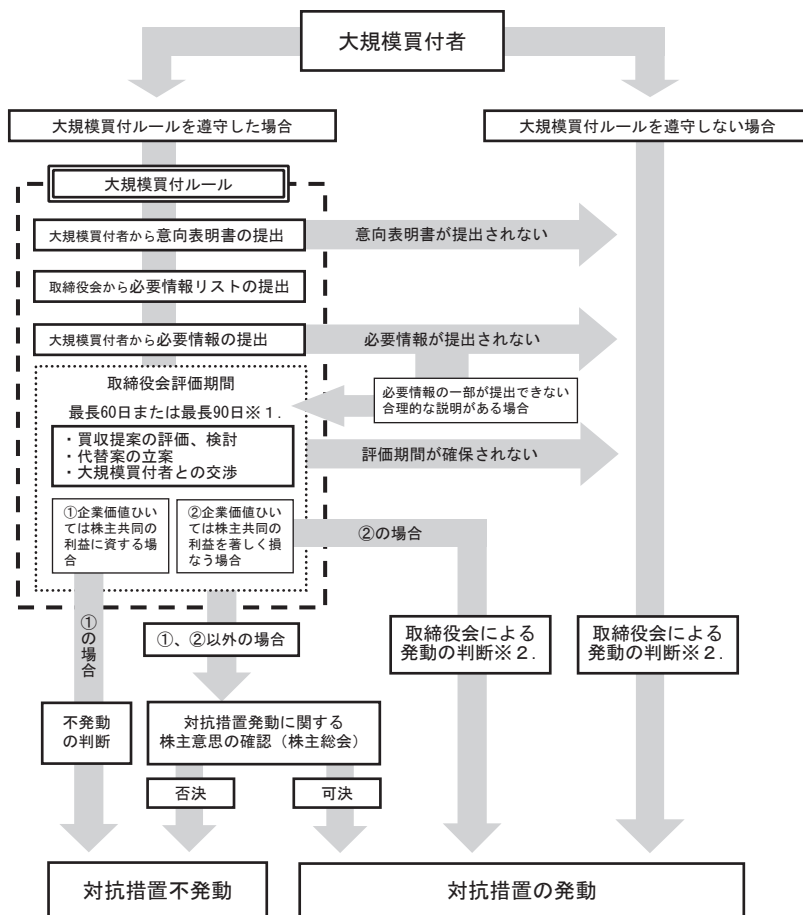 大規模買付者
大規模買付ルールを遵守した場合
大規模買付ルールを遵守しない場合
大規模買付ルール
大規模買付者から意向表明書の提出
意向表明書が提出されない
取締役会から必要情報リストの提出
大規模買付者から必要情報の提出
必要情報が提出されない
取締役会評価期間
最長60日または最長90日※1.
必要情報の一部が提出できない
合理的な説明がある場合
・買収提案の評価、検討
・代替案の立案
・大規模買付者との交渉
評価期間が確保されない
①企業価値ひい
ては株主共同の
利益に資する場
合
②企業価値ひい
ては株主共同の
利益を著しく損
なう場合
②の場合
①の場合
①、②以外の場合
取締役会による
発動の判断※2.
取締役会による
発動の判断※2.
不発動
の判断
対抗措置発動に関する
株主意思の確認（株主総会）
否決
可決
対抗措置不発動
対抗措置の発動